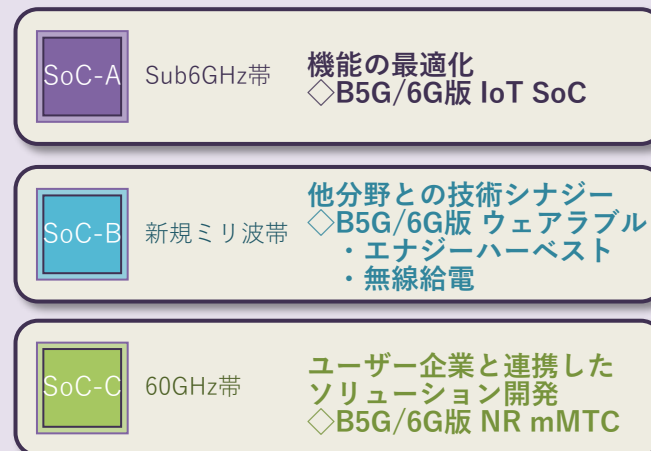 SoC-A
Sub6GHz帯
機能の最適化
◇B5G/6G版 IoT SoC
SoC-B
新規ミリ波帯
他分野との技術シナジー
◇B5G/6G版 ウェアラブル
・エナジーハーベスト
・無線給電
SoC-C
60GHz帯
ユーザー企業と連携した
ソリューション開発
◇B5G/6G版 NR mMTC